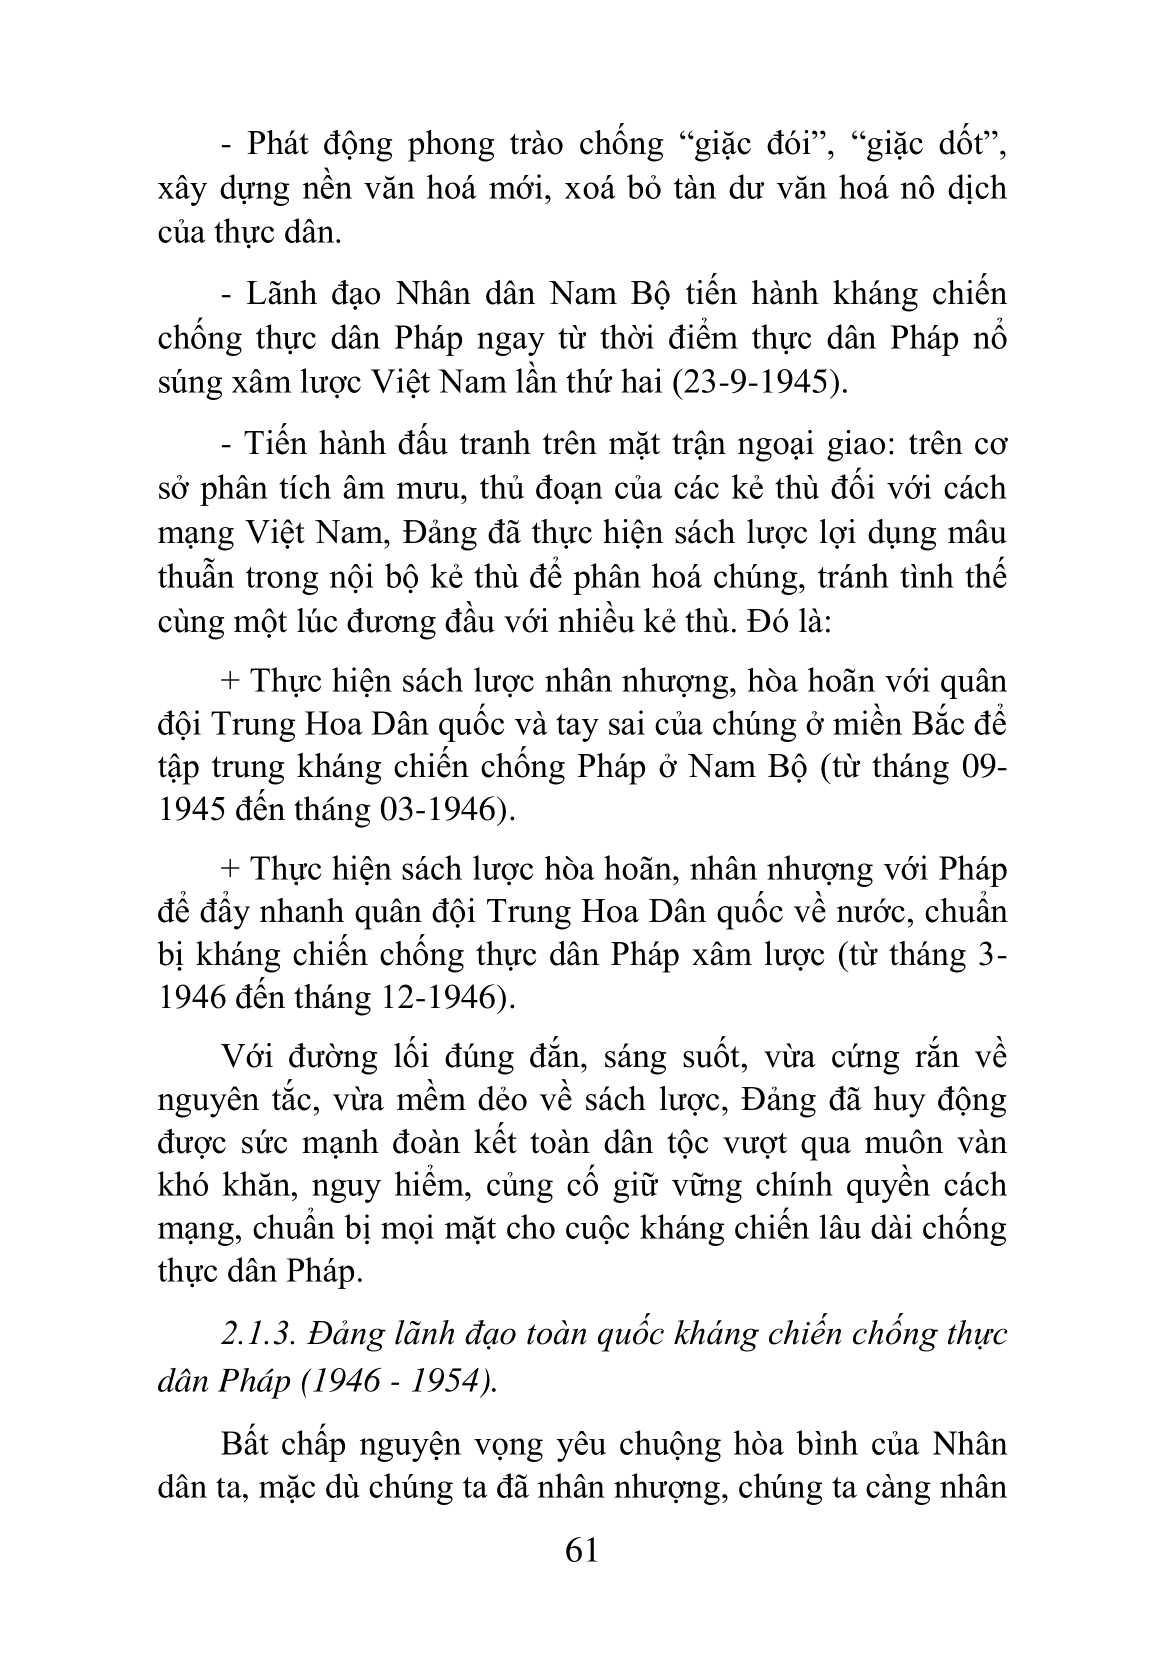 - Phát động phong trào chống “giặc đói”, “giặc dốt”,
xây dựng nền văn hoá mới, xoá bỏ tàn dư văn hoá nô dịch
của thực dân.
- Lãnh đạo Nhân dân Nam Bộ tiến hành kháng chiến
chống thực dân Pháp ngay từ thời điểm thực dân Pháp nổ
súng xâm lược Việt Nam lần thứ hai (23-9-1945).
- Tiến hành đấu tranh trên mặt trận ngoại giao: trên cơ
sở phân tích âm mưu, thủ đoạn của các kẻ thù đối với cách
mạng Việt Nam, Đảng đã thực hiện sách lược lợi dụng mâu
thuẫn trong nội bộ kẻ thù để phân hoá chúng, tránh tình thế
cùng một lúc đương đầu với nhiều kẻ thù. Đó là:
+ Thực hiện sách lược nhân nhượng, hòa hoãn với quân
đội Trung Hoa Dân quốc và tay sai của chúng ở miền Bắc để
tập trung kháng chiến chống Pháp ở Nam Bộ (từ tháng 09-
1945 đến tháng 03-1946).
+ Thực hiện sách lược hòa hoãn, nhân nhượng với Pháp
để đẩy nhanh quân đội Trung Hoa Dân quốc về nước, chuẩn
bị kháng chiến chống thực dân Pháp xâm lược (từ tháng 3-
1946 đến tháng 12-1946).
Với đường lối đúng đắn, sáng suốt, vừa cứng rắn về
nguyên tắc, vừa mềm dẻo về sách lược, Đảng đã huy động
được sức mạnh đoàn kết toàn dân tộc vượt qua muôn vàn
khó khăn, nguy hiểm, củng cố giữ vững chính quyền cách
mạng, chuẩn bị mọi mặt cho cuộc kháng chiến lâu dài chống
thực dân Pháp.
2.1.3. Đảng lãnh đạo toàn quốc kháng chiến chống thực
dân Pháp (1946 - 1954).
Bất chấp nguyện vọng yêu chuộng hòa bình của Nhân
dân ta, mặc dù chúng ta đã nhân nhượng, chúng ta càng nhân
61